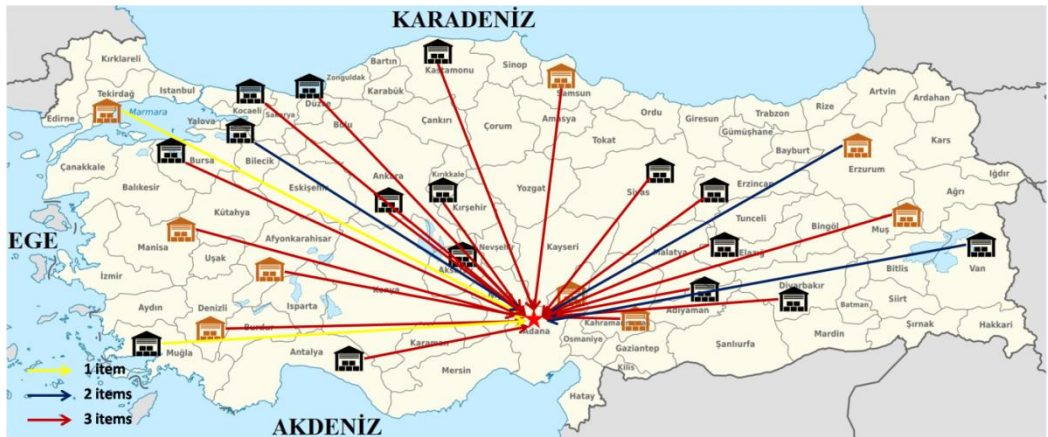 KARADENİZ
Kırklareli
Tekirdağ
Istanbul
Edirne
Marmara
Yalova
Kocaeli
Sakarya
Düzce
Zonguldak
Bartın
Karabük
Kastamonu
Sinop
Samsun
Ordu
Giresun
Trabzon
Rize
Artvin
Ardahan
Bolu
Çankırı
Çorum
Amasya
Tokat
Gümüşhane
Bayburt
Kars
Çanakkale
Bursa
Bilecik
Balıkesir
Eskişehir
Ankara
Kırıkkale
Yozgat
Sivas
Erzincan
Erzurum
Ağrı
Iğdır
Kütahya
Kırşehir
Tunceli
Bingöl
Muş
EGE
Manisa
Uşak
Afyonkarahisar
Nevşehir
Kayseri
Malatya
Elazığ
Bitlis
Van
İzmir
Konya
Diyarbakır
Batman
Siirt
Aydın
Denizli
Isparta
Adıyaman
Şırnak
Hakkari
Mardin
Burdur
Adana
Osmaniye
Gaziantep
Şanlıurfa
Muğla
Antalya
Karaman
Mersin
Kilis
Hatay
1 item
2 items
3 items
AKDENİZ